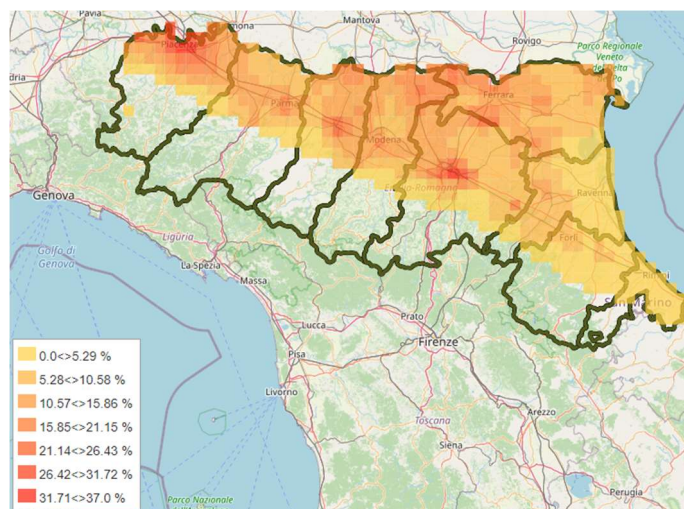 Pavia
Mantova
Rovigo
Parco Regionale
Veneto
del Delta
Po
Piacenza
Ferrara
Parma
Modena
Ravenna
Genova
Forlì
Liguria
Golfo di
Genova
La Spezia
Massa
San Marino
Lucca
Prato
Firenze
Pisa
Livorno
Arezzo
Toscana
Siena
Perugia
Parco Nazionale
0.0<>5.29 %
5.28<>10.58 %
10.57<>15.86 %
15.85<>21.15 %
21.14<>26.43 %
26.42<>31.72 %
31.71<>37.0 %